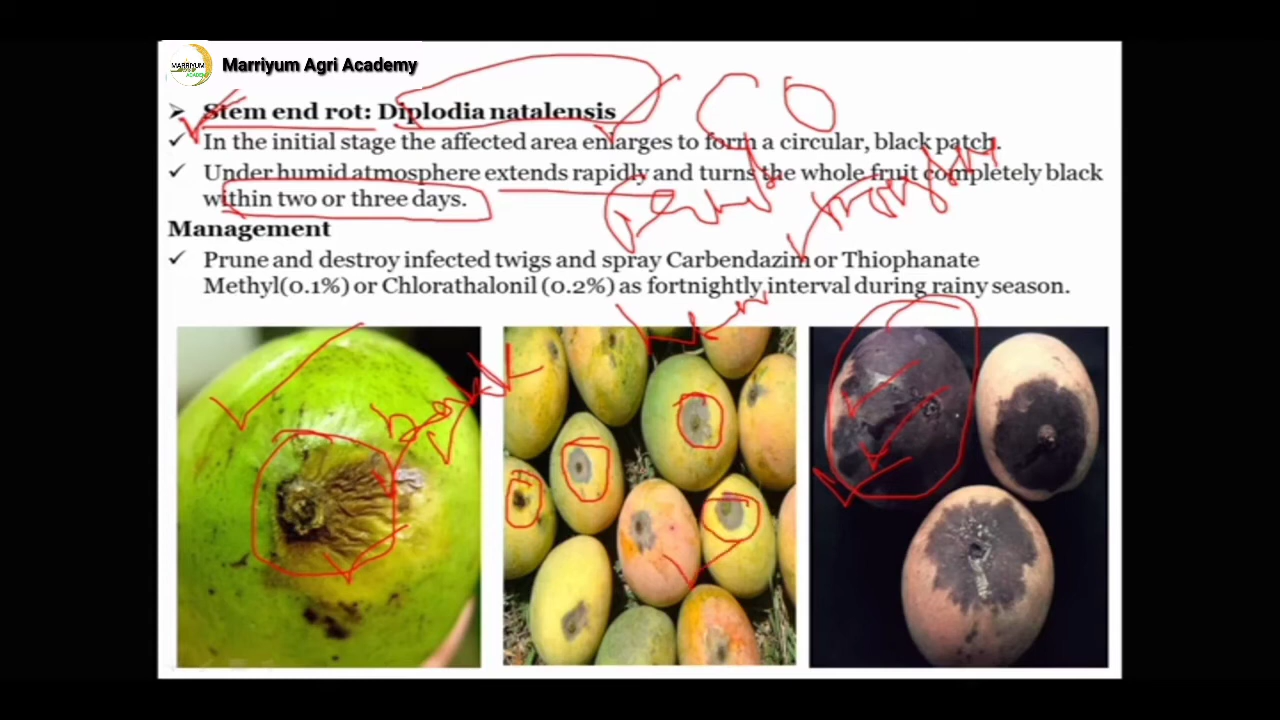 MARRIYUM
ACADEMY
Marriyum Agri Academy
➤ Stem end rot: Diplodia natalensis
✓ In the initial stage the affected area enlarges to form a circular, black patch.
✓ Under humid atmosphere extends rapidly and turns the whole fruit completely black
within two or three days.
Management
✓ Prune and destroy infected twigs and spray Carbendazim or Thiophanate
Methyl(0.1%) or Chlorathalonil (0.2%) as fortnightly interval during rainy season.